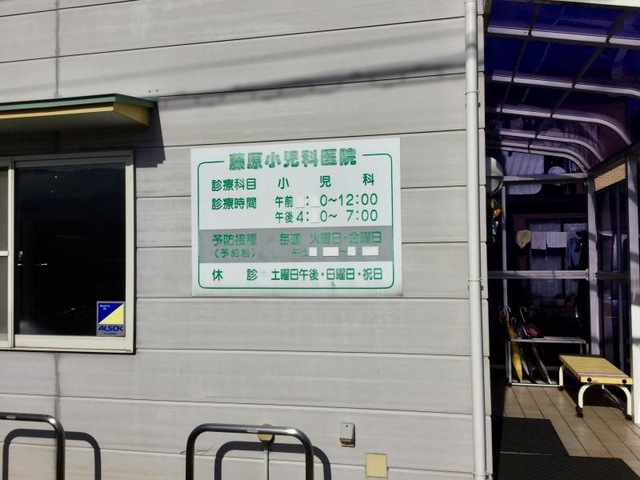 藤原小児科医院
診療科目 小児科
診療時間 午前 :0〜12:00
午後 4:0〜7:00
予防接種 毎週 火曜日・金曜日
(予約制) 午後 〜
休診 土曜日午後・日曜日・祝日
ALSOK